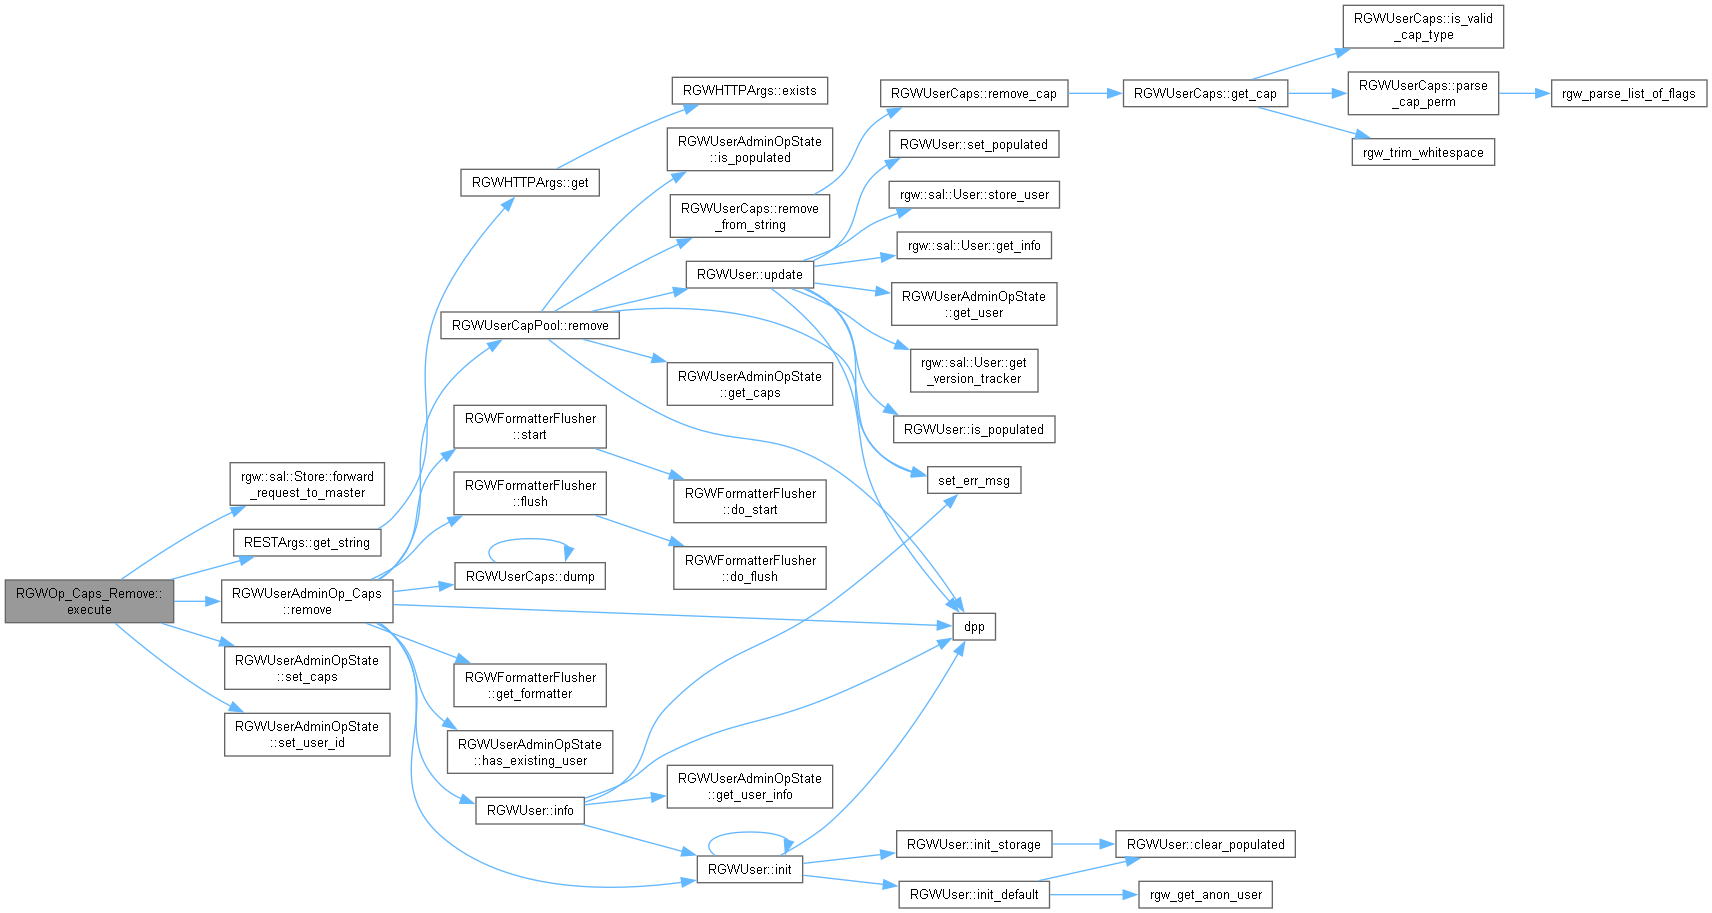 RGWOp_Caps_Remove::
execute
rgw::sal::Store::forward
_request_to_master
RESTArgs::get_string
RGWUserAdminOp_Caps
::remove
RGWUserAdminOpState
::set_caps
RGWUserAdminOpState
::set_user_id
RGWHTTPArgs::get
RGWUserCapPool::remove
RGWFormatterFlusher
::start
RGWFormatterFlusher
::flush
RGWUserCaps::dump
RGWFormatterFlusher
::get_formatter
RGWUserAdminOpState
::has_existing_user
RGWUser::info
RGWHTTPArgs::exists
RGWUserAdminOpState
::is_populated
RGWUserCaps::remove
_from_string
RGWUser::update
RGWUserAdminOpState
::get_caps
RGWFormatterFlusher
::do_start
RGWFormatterFlusher
::do_flush
RGWUserAdminOpState
::get_user_info
RGWUser::init
RGWUserCaps::remove_cap
RGWUser::set_populated
rgw::sal::User::store_user
rgw::sal::User::get_info
RGWUserAdminOpState
::get_user
rgw::sal::User::get
_version_tracker
RGWUser::is_populated
set_err_msg
dpp
RGWUser::init_storage
RGWUser::init_default
RGWUserCaps::get_cap
RGWUser::clear_populated
rgw_get_anon_user
RGWUserCaps::is_valid
_cap_type
RGWUserCaps::parse
_cap_perm
rgw_trim_whitespace
rgw_parse_list_of_flags